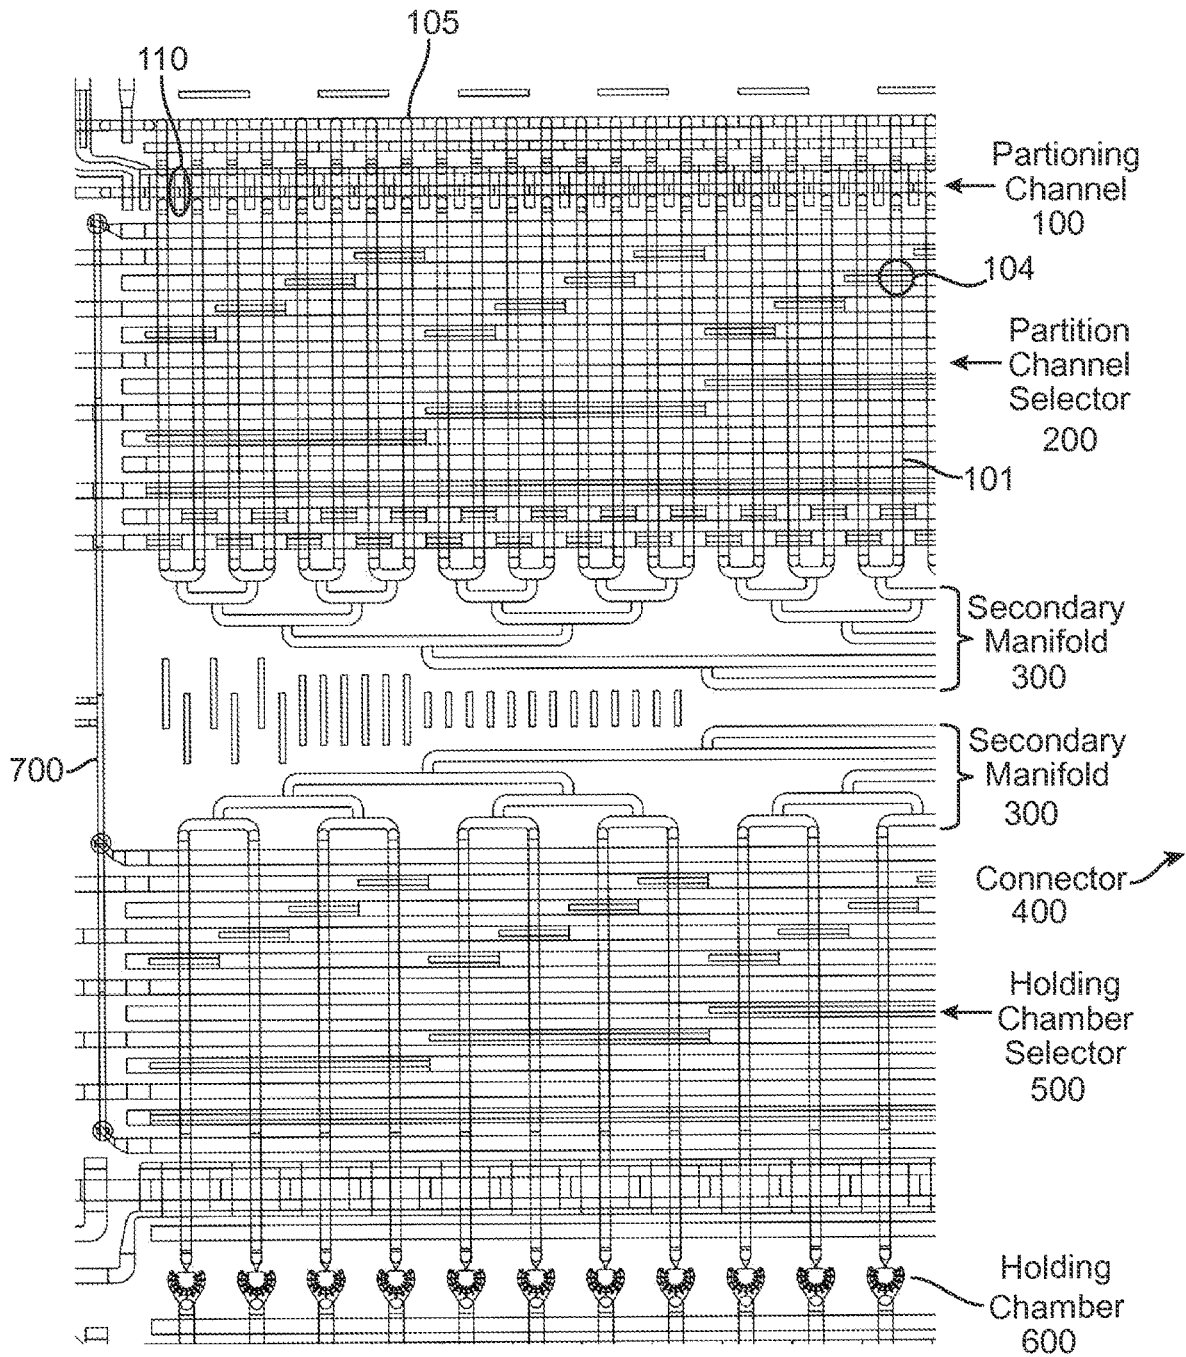 105
110
Partioning
Channel
100
104
Partition
Channel
Selector
200
101
Secondary
Manifold
300
Secondary
Manifold
300
700
Connector
400
Holding
Chamber
Selector
500
Holding
Chamber
600